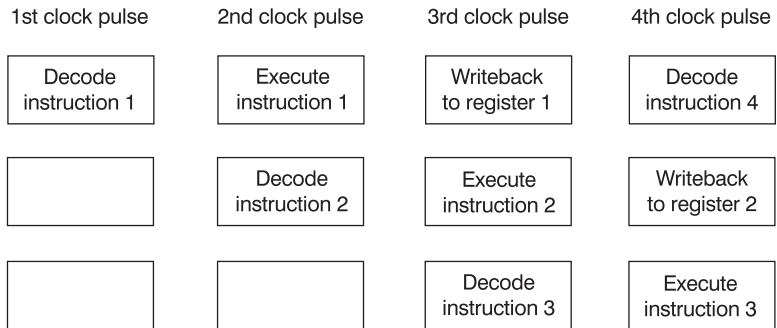 1st clock pulse
2nd clock pulse
3rd clock pulse
4th clock pulse
Decode
instruction 1
Execute
instruction 1
Writeback
to register 1
Decode
instruction 4
Decode
instruction 2
Execute
instruction 2
Writeback
to register 2
Decode
instruction 3
Execute
instruction 3